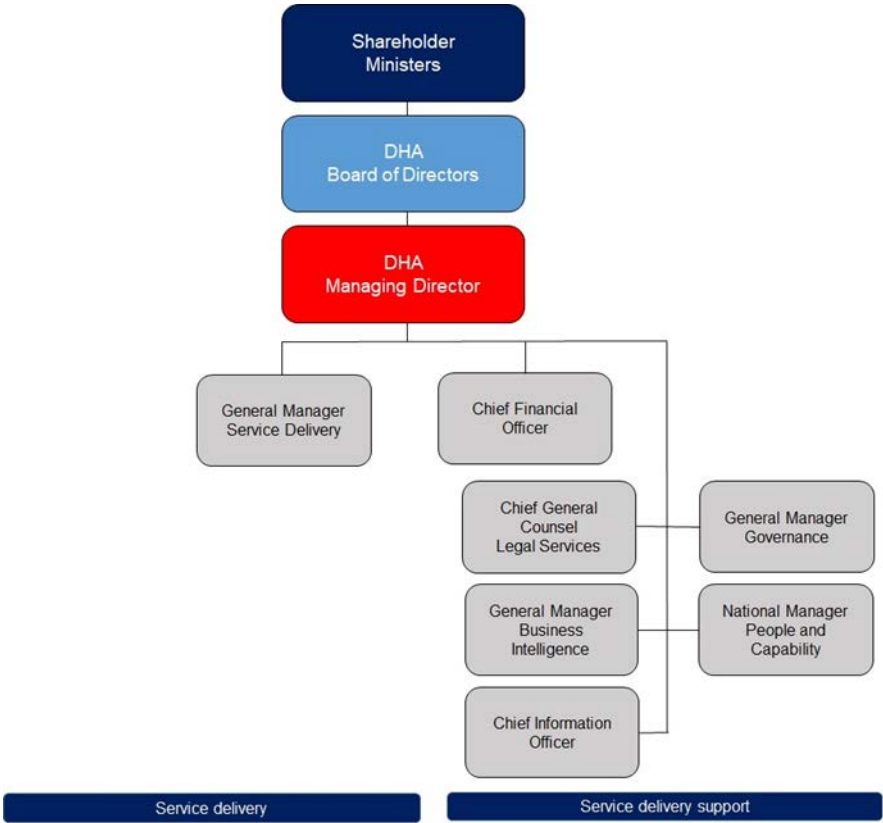 Shareholder
Ministers
DHA
Board of Directors
DHA
Managing Director
General Manager
Service Delivery
Chief Financial
Officer
Chief General
Counsel
Legal Services
General Manager
Governance
General Manager
Business
Intelligence
National Manager
People and
Capability
Chief Information
Officer
Service delivery
Service delivery support